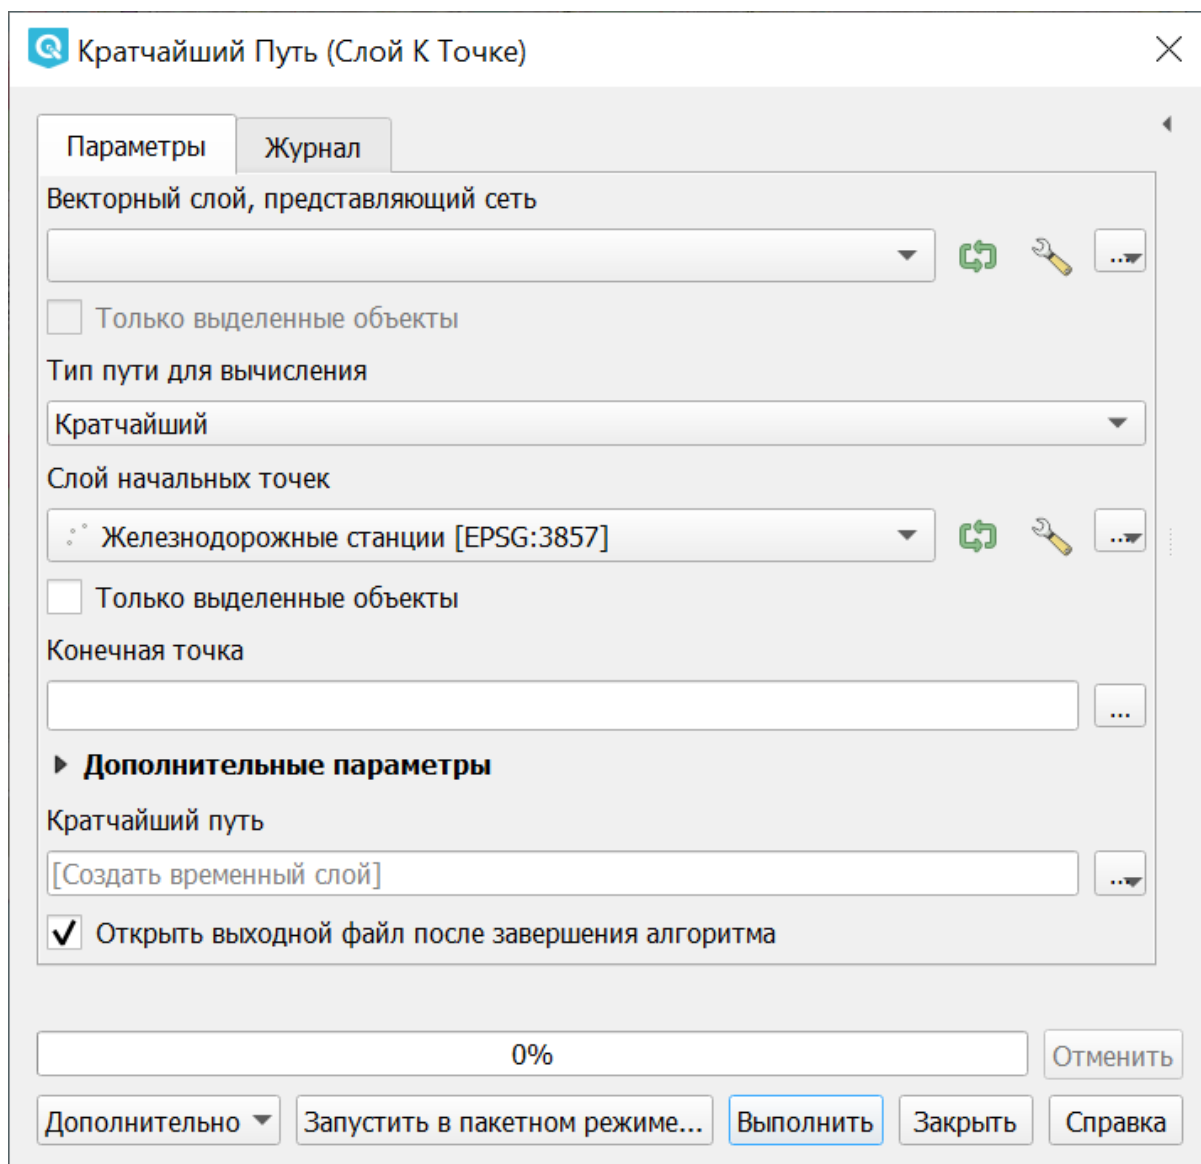 Кратчайший Путь (Слой К Точке)
Параметры
Журнал
Векторный слой, представляющий сеть
...
Только выделенные объекты
Тип пути для вычисления
Кратчайший
Слой начальных точек
Железнодорожные станции [EPSG:3857]
...
Только выделенные объекты
Конечная точка
...
Дополнительные параметры
Кратчайший путь
[Создать временный слой]
...
Открыть выходной файл после завершения алгоритма
0%
Отменить
Дополнительно
Запустить в пакетном режиме...
Выполнить
Закрыть
Справка